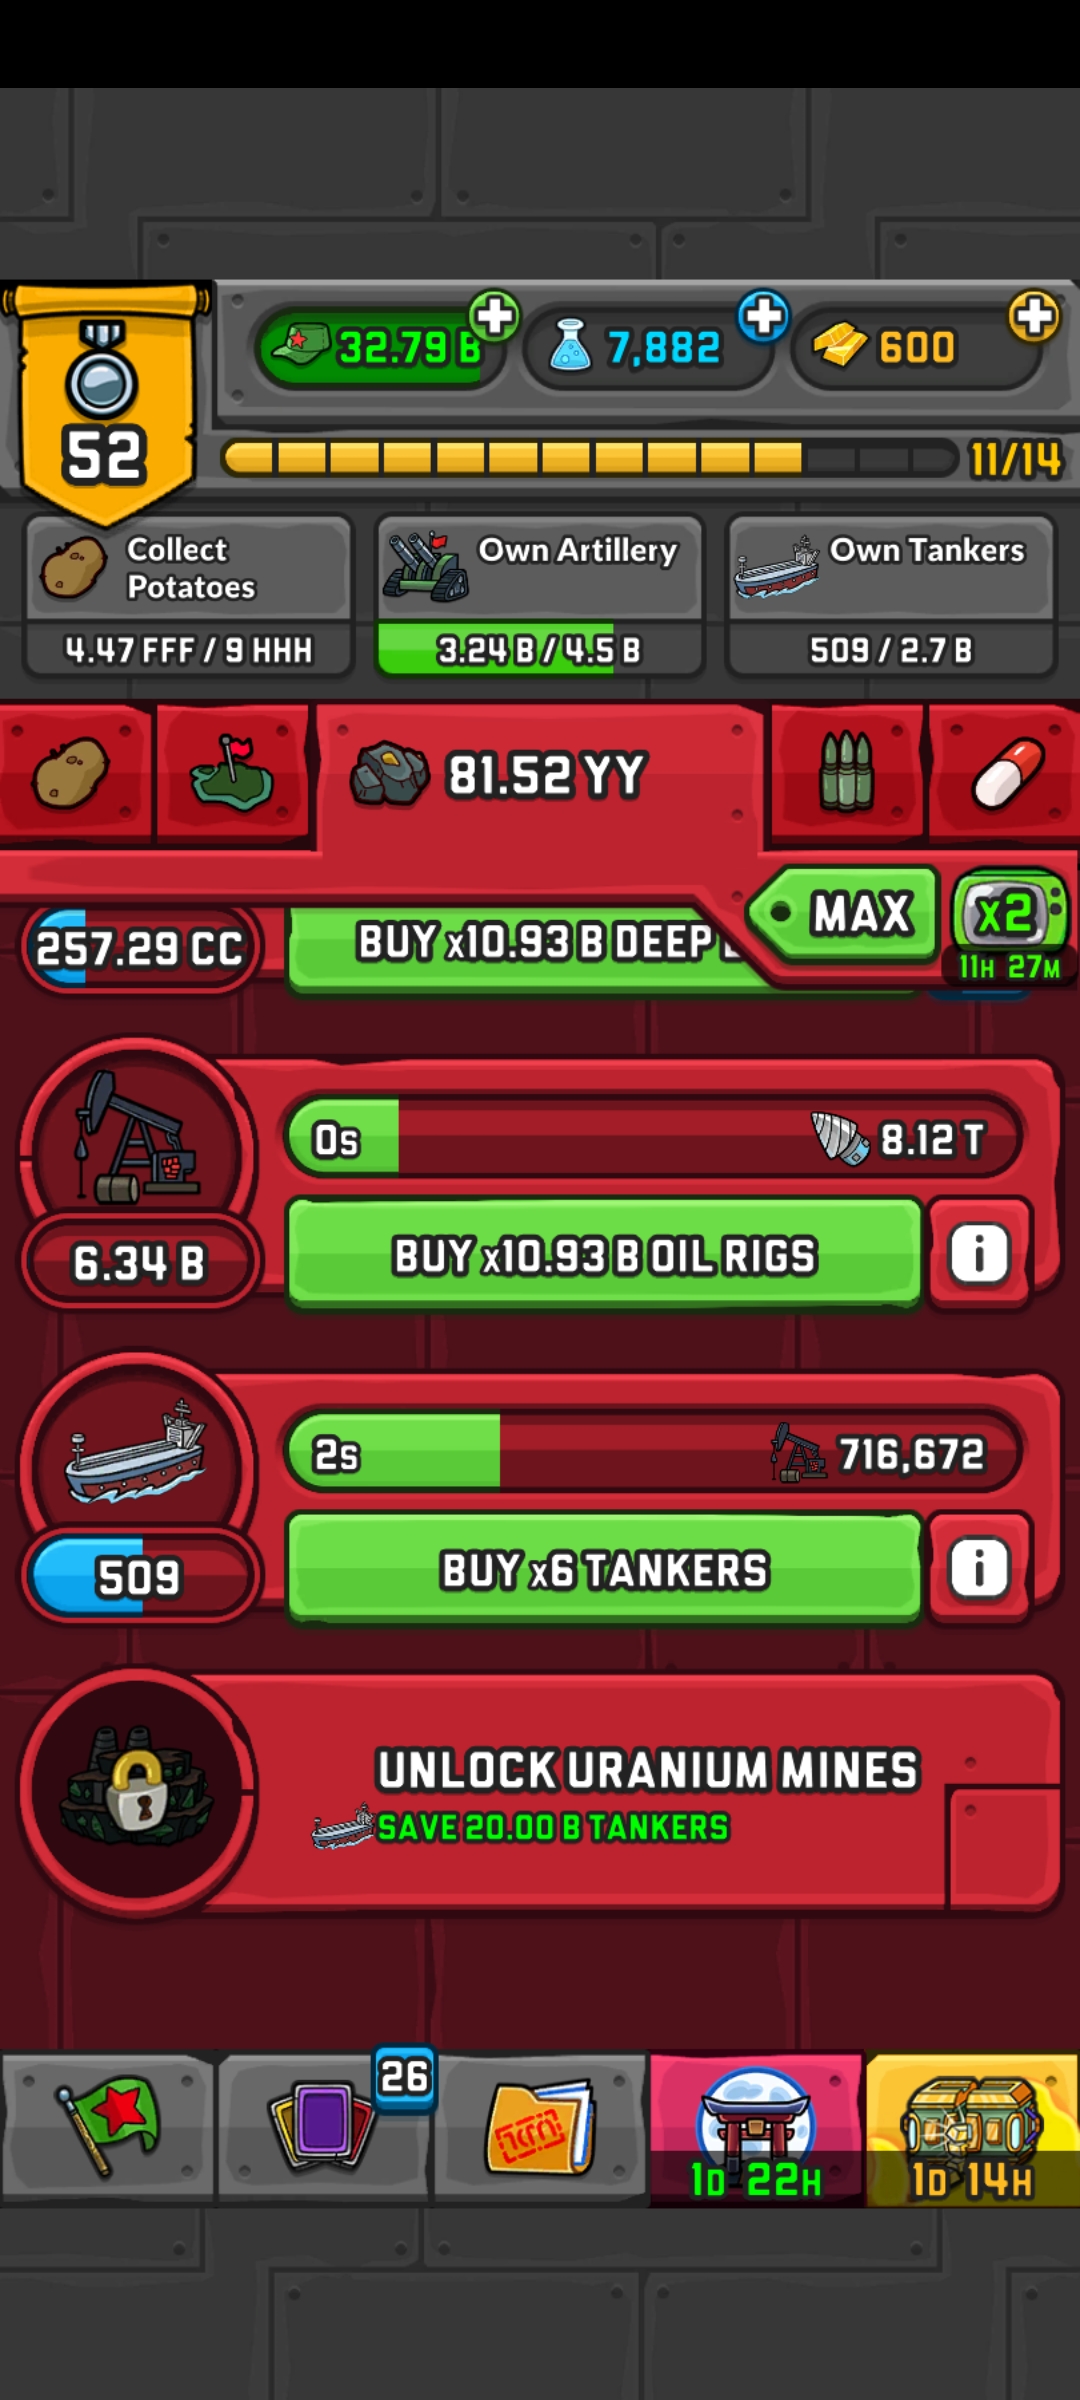 32.79 B
7,882
600
52
11/14
Collect
Potatoes
4.47 FFF / 9 HHH
Own Artillery
3.24 B / 4.5 B
Own Tankers
509 / 2.7 B
81.52 YY
MAX
x2
11H 27M
257.29 CC
BUY x10.93 B DEEP
0s
8.12 T
6.34 B
BUY x10.93 B OIL RIGS
i
2s
716,672
509
BUY x6 TANKERS
i
UNLOCK URANIUM MINES
SAVE 20.00 B TANKERS
26
1D 22H
1D 14H